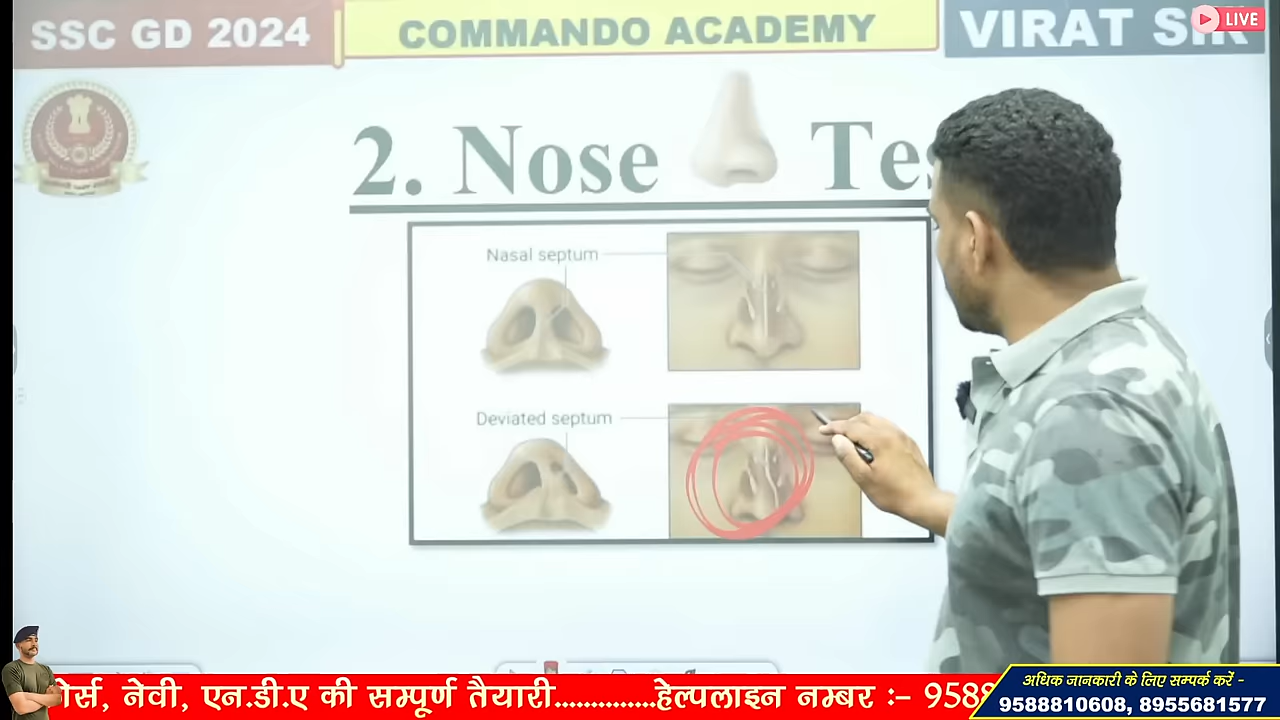 SSC GD 2024
COMMANDO ACADEMY
VIRAT SIR
LIVE
2. Nose
Nasal septum
Deviated septum
र्स, नेवी, एन.डी.ए की सम्पूर्ण तैयारी..............हेल्पलाइन नम्बर :- 9588
अधिक जानकारी के लिए सम्पर्क करें -
9588810608, 8955681577